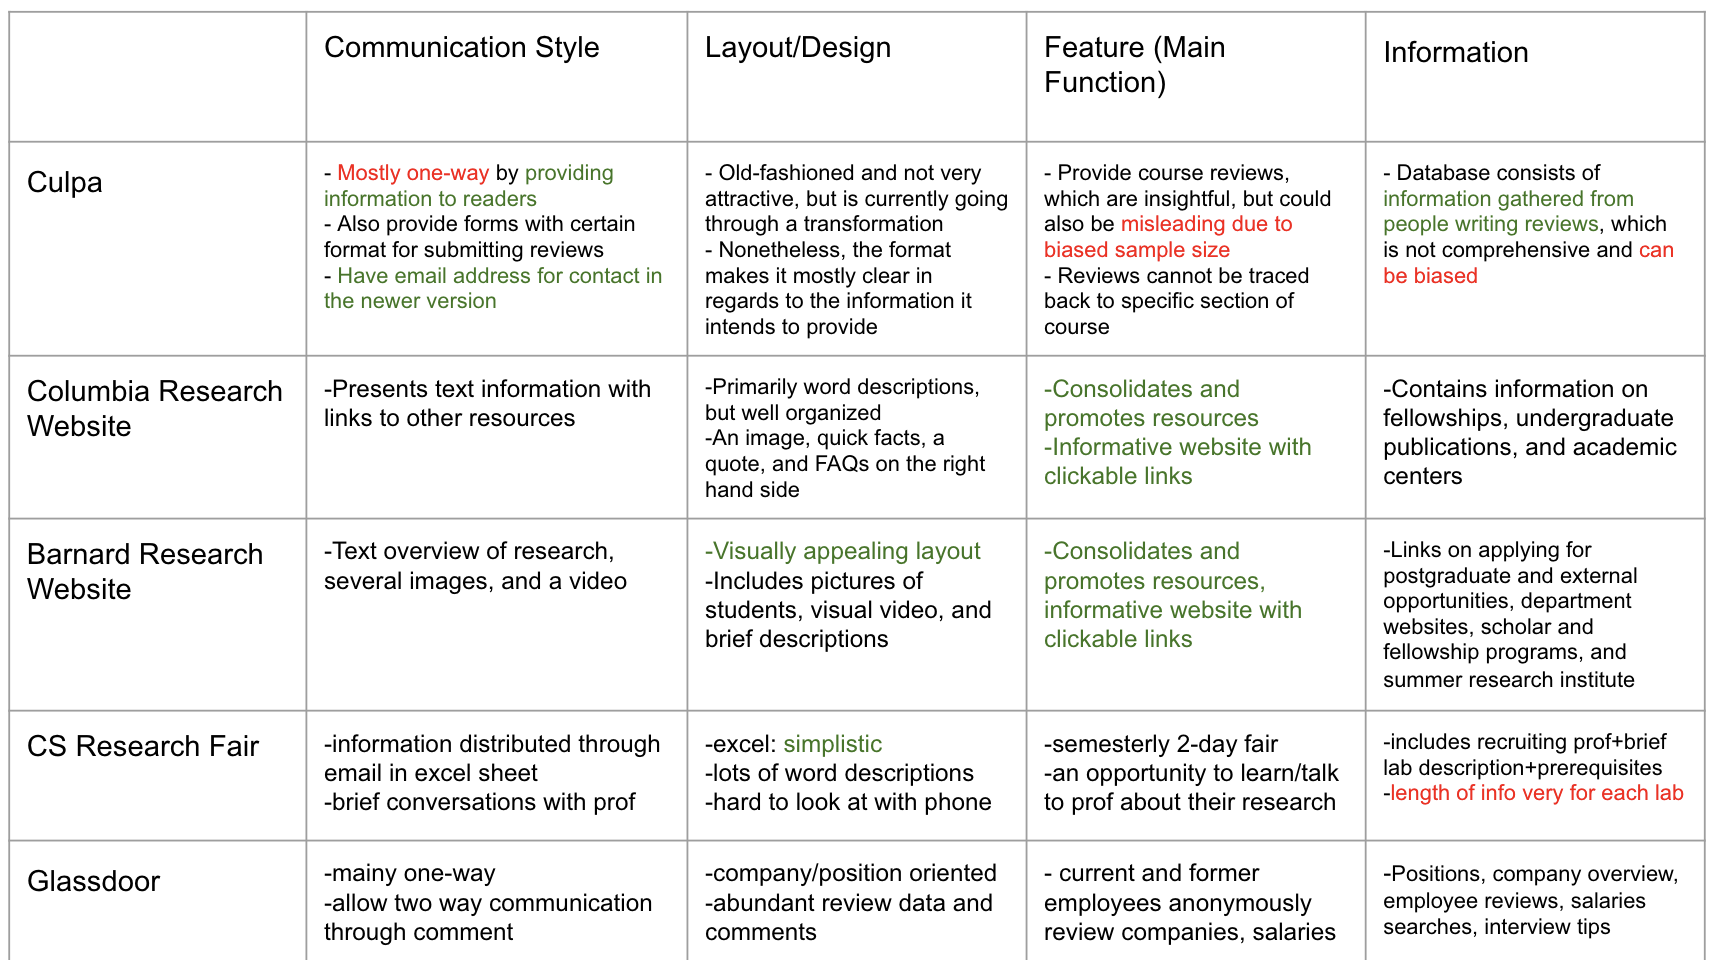 Communication Style
Layout/Design
Feature (Main
Function)
Information
Culpa
- Mostly one-way by providing
information to readers
- Also provide forms with certain
format for submitting reviews
- Have email address for contact in
the newer version
- Old-fashioned and not very
attractive, but is currently going
through a transformation
- Nonetheless, the format
makes it mostly clear in
regards to the information it
intends to provide
- Provide course reviews,
which are insightful, but could
also be misleading due to
biased sample size
- Reviews cannot be traced
back to specific section of
course
- Database consists of
information gathered from
people writing reviews, which
is not comprehensive and can
be biased
Columbia Research
Website
-Presents text information with
links to other resources
-Primarily word descriptions,
but well organized
-An image, quick facts, a
quote, and FAQs on the right
hand side
-Consolidates and
promotes resources
-Informative website with
clickable links
-Contains information on
fellowships, undergraduate
publications, and academic
centers
Barnard Research
Website
-Text overview of research,
several images, and a video
-Visually appealing layout
-Includes pictures of
students, visual video, and
brief descriptions
-Consolidates and
promotes resources,
informative website with
clickable links
-Links on applying for
postgraduate and external
opportunities, department
websites, scholar and
fellowship programs, and
summer research institute
CS Research Fair
-information distributed through
email in excel sheet
-brief conversations with prof
-excel: simplistic
-lots of word descriptions
-hard to look at with phone
-semesterly 2-day fair
-an opportunity to learn/talk
to prof about their research
-includes recruiting prof+brief
lab description+prerequisites
-length of info very for each lab
Glassdoor
-mainy one-way
-allow two way communication
through comment
-company/position oriented
-abundant review data and
comments
- current and former
employees anonymously
review companies, salaries
-Positions, company overview,
employee reviews, salaries
searches, interview tips